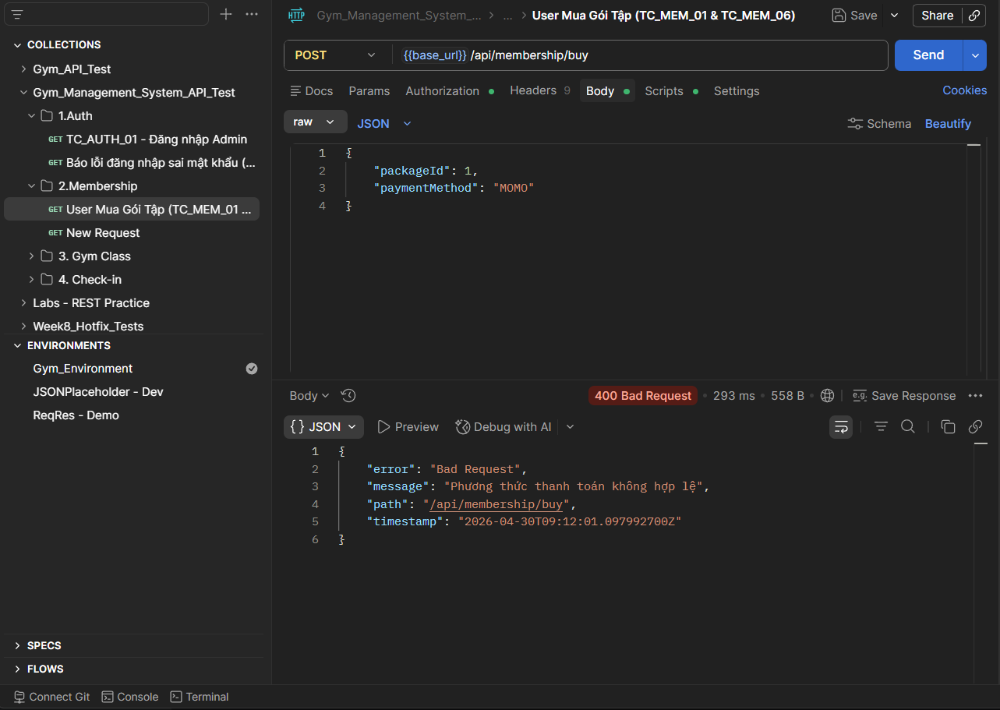 HTTP Gym_Management_System_... > ... > User Mua Gói Tập (TC_MEM_01 & TC_MEM_06) Save Share
COLLECTIONS
Gym_API_Test
Gym_Management_System_API_Test
1.Auth
GET TC_AUTH_01 - Đăng nhập Admin
GET Báo lỗi đăng nhập sai mật khẩu (...
2.Membership
GET User Mua Gói Tập (TC_MEM_01 ...
GET New Request
3. Gym Class
4. Check-in
Labs - REST Practice
Week8_Hotfix_Tests
ENVIRONMENTS
Gym_Environment
JSONPlaceholder - Dev
ReqRes - Demo
SPECS
FLOWS
POST {{base_url}} /api/membership/buy Send
Docs Params Authorization Headers 9 Body Scripts Settings Cookies
raw JSON Schema Beautify
1 {
2 "packageId": 1,
3 "paymentMethod": "MOMO"
4 }
Body 400 Bad Request 293 ms 558 B e.g. Save Response
{ } JSON Preview Debug with AI
1 {
2 "error": "Bad Request",
3 "message": "Phương thức thanh toán không hợp lệ",
4 "path": "/api/membership/buy",
5 "timestamp": "2026-04-30T09:12:01.097992700Z"
6 }
Connect Git Console Terminal